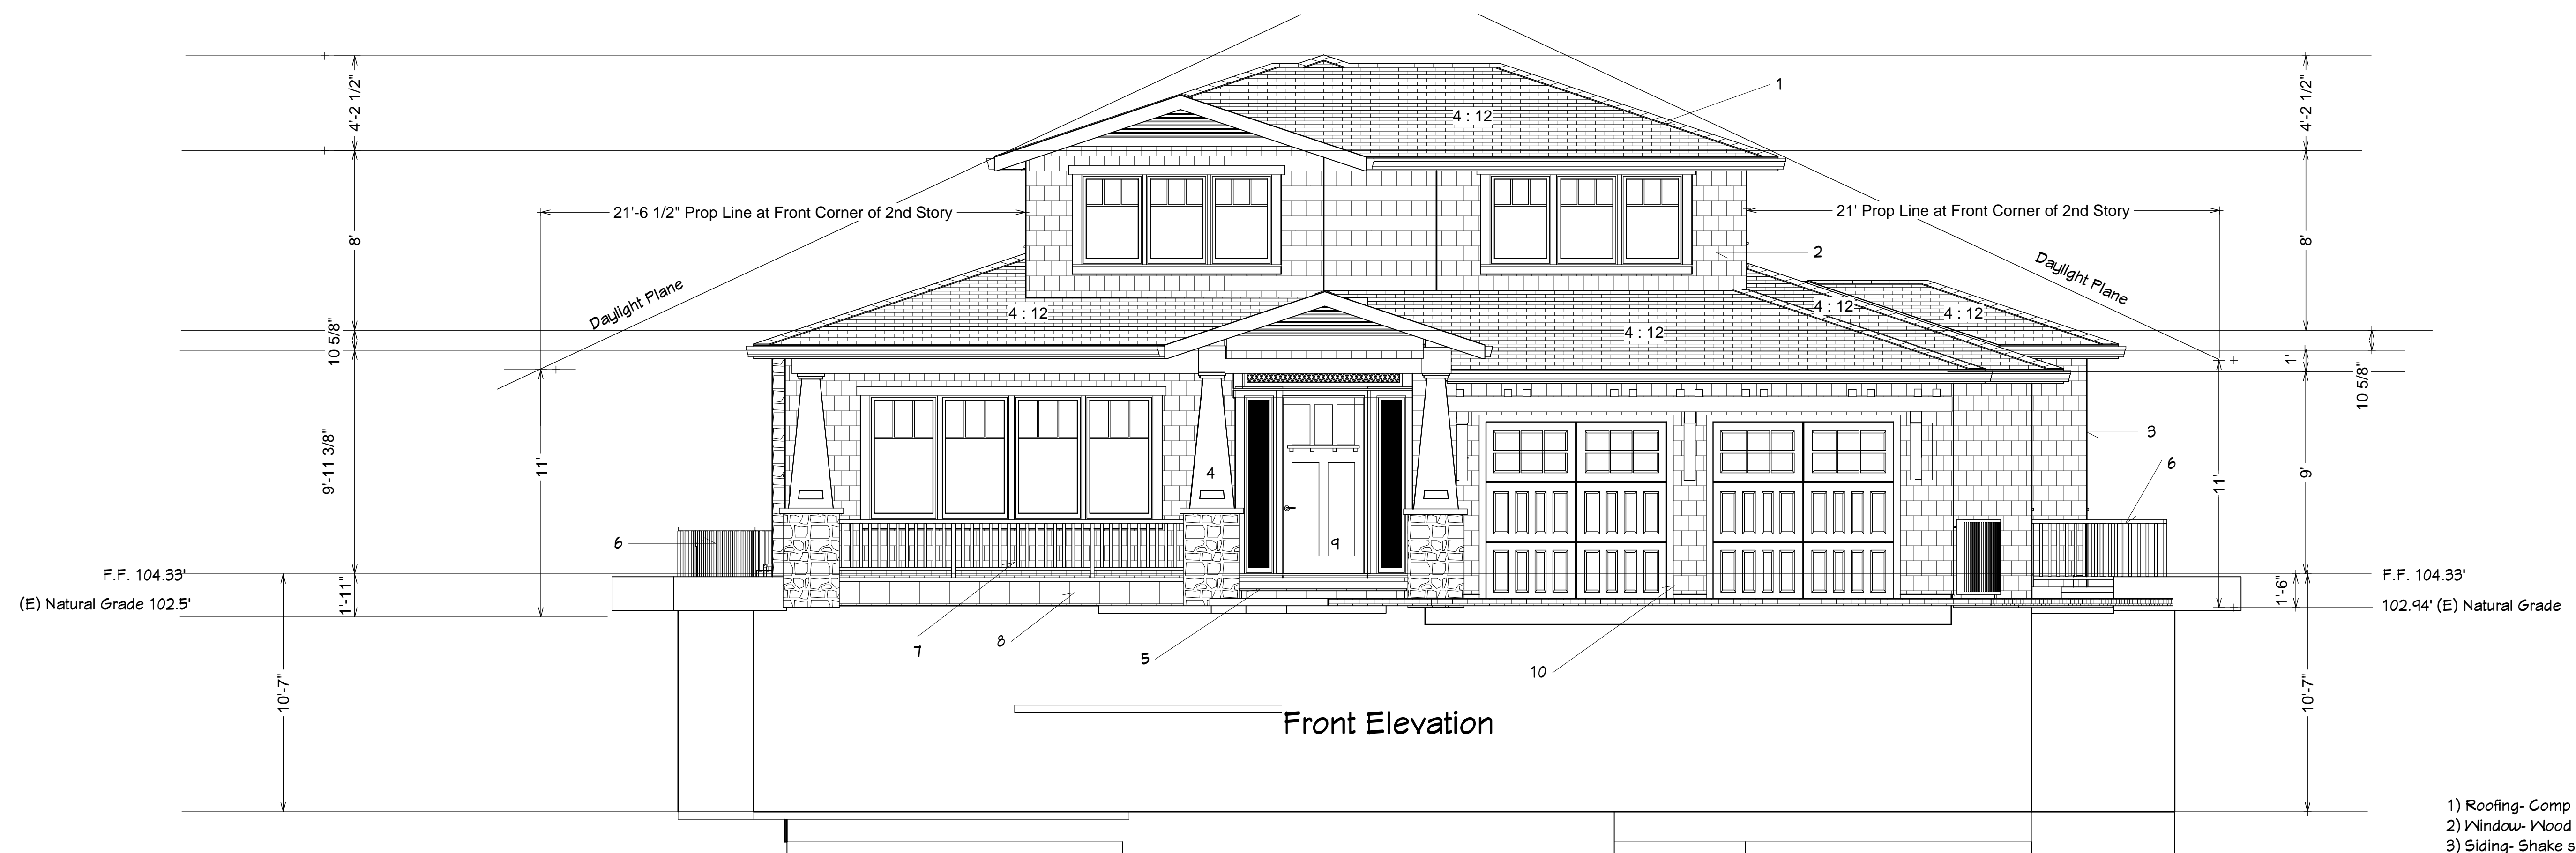 4'-2 1/2"
4'-2 1/2"
1
4 : 12
21'-6 1/2" Prop Line at Front Corner of 2nd Story
21' Prop Line at Front Corner of 2nd Story
8'
8'
2
Daylight Plane
Daylight Plane
4 : 12
4 : 12
4 : 12
4 : 12
10 5/8"
1'
10 5/8"
9'-11 3/8"
11'
4
3
6
9'
11'
6
9
F.F. 104.33'
F.F. 104.33'
1'-11"
1'-6"
(E) Natural Grade 102.5'
102.94' (E) Natural Grade
7
8
5
10
10'-7"
10'-7"
Front Elevation
1) Roofing- Comp
2) Window- Wood
3) Siding- Shake